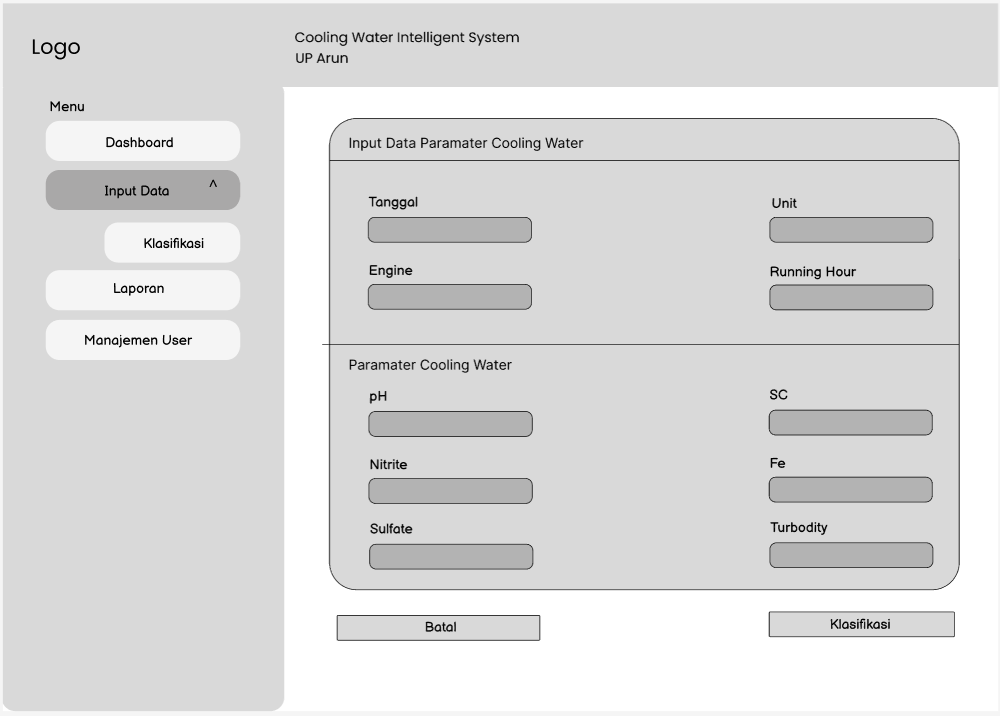 Logo
Cooling Water Intelligent System
UP Arun
Menu
Dashboard
Input Data ^
Klasifikasi
Laporan
Manajemen User
Input Data Paramater Cooling Water
Tanggal
Unit
Engine
Running Hour
Paramater Cooling Water
pH
SC
Nitrite
Fe
Sulfate
Turbodity
Batal
Klasifikasi